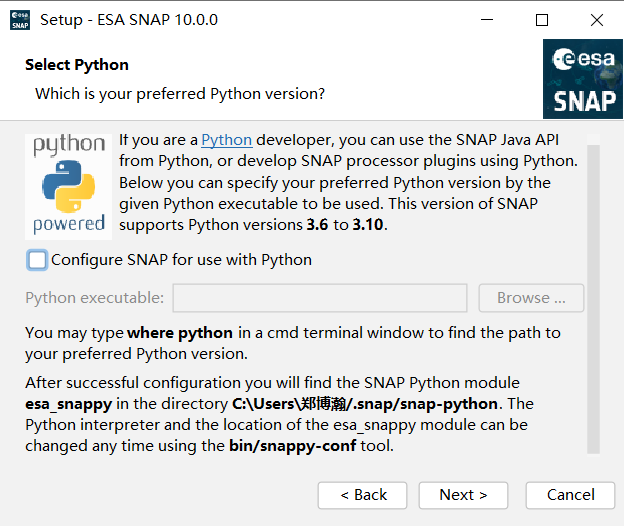 esa SNAP Setup - ESA SNAP 10.0.0
Select Python
Which is your preferred Python version?
esa
SNAP
python
powered
If you are a Python developer, you can use the SNAP Java API
from Python, or develop SNAP processor plugins using Python.
Below you can specify your preferred Python version by the
given Python executable to be used. This version of SNAP
supports Python versions 3.6 to 3.10.
Configure SNAP for use with Python
Python executable: Browse ...
You may type where python in a cmd terminal window to find the path to
your preferred Python version.
After successful configuration you will find the SNAP Python module
esa_snappy in the directory C:\Users\郑博瀚/.snap/snap-python. The
Python interpreter and the location of the esa_snappy module can be
changed any time using the bin/snappy-conf tool.
< Back Next > Cancel